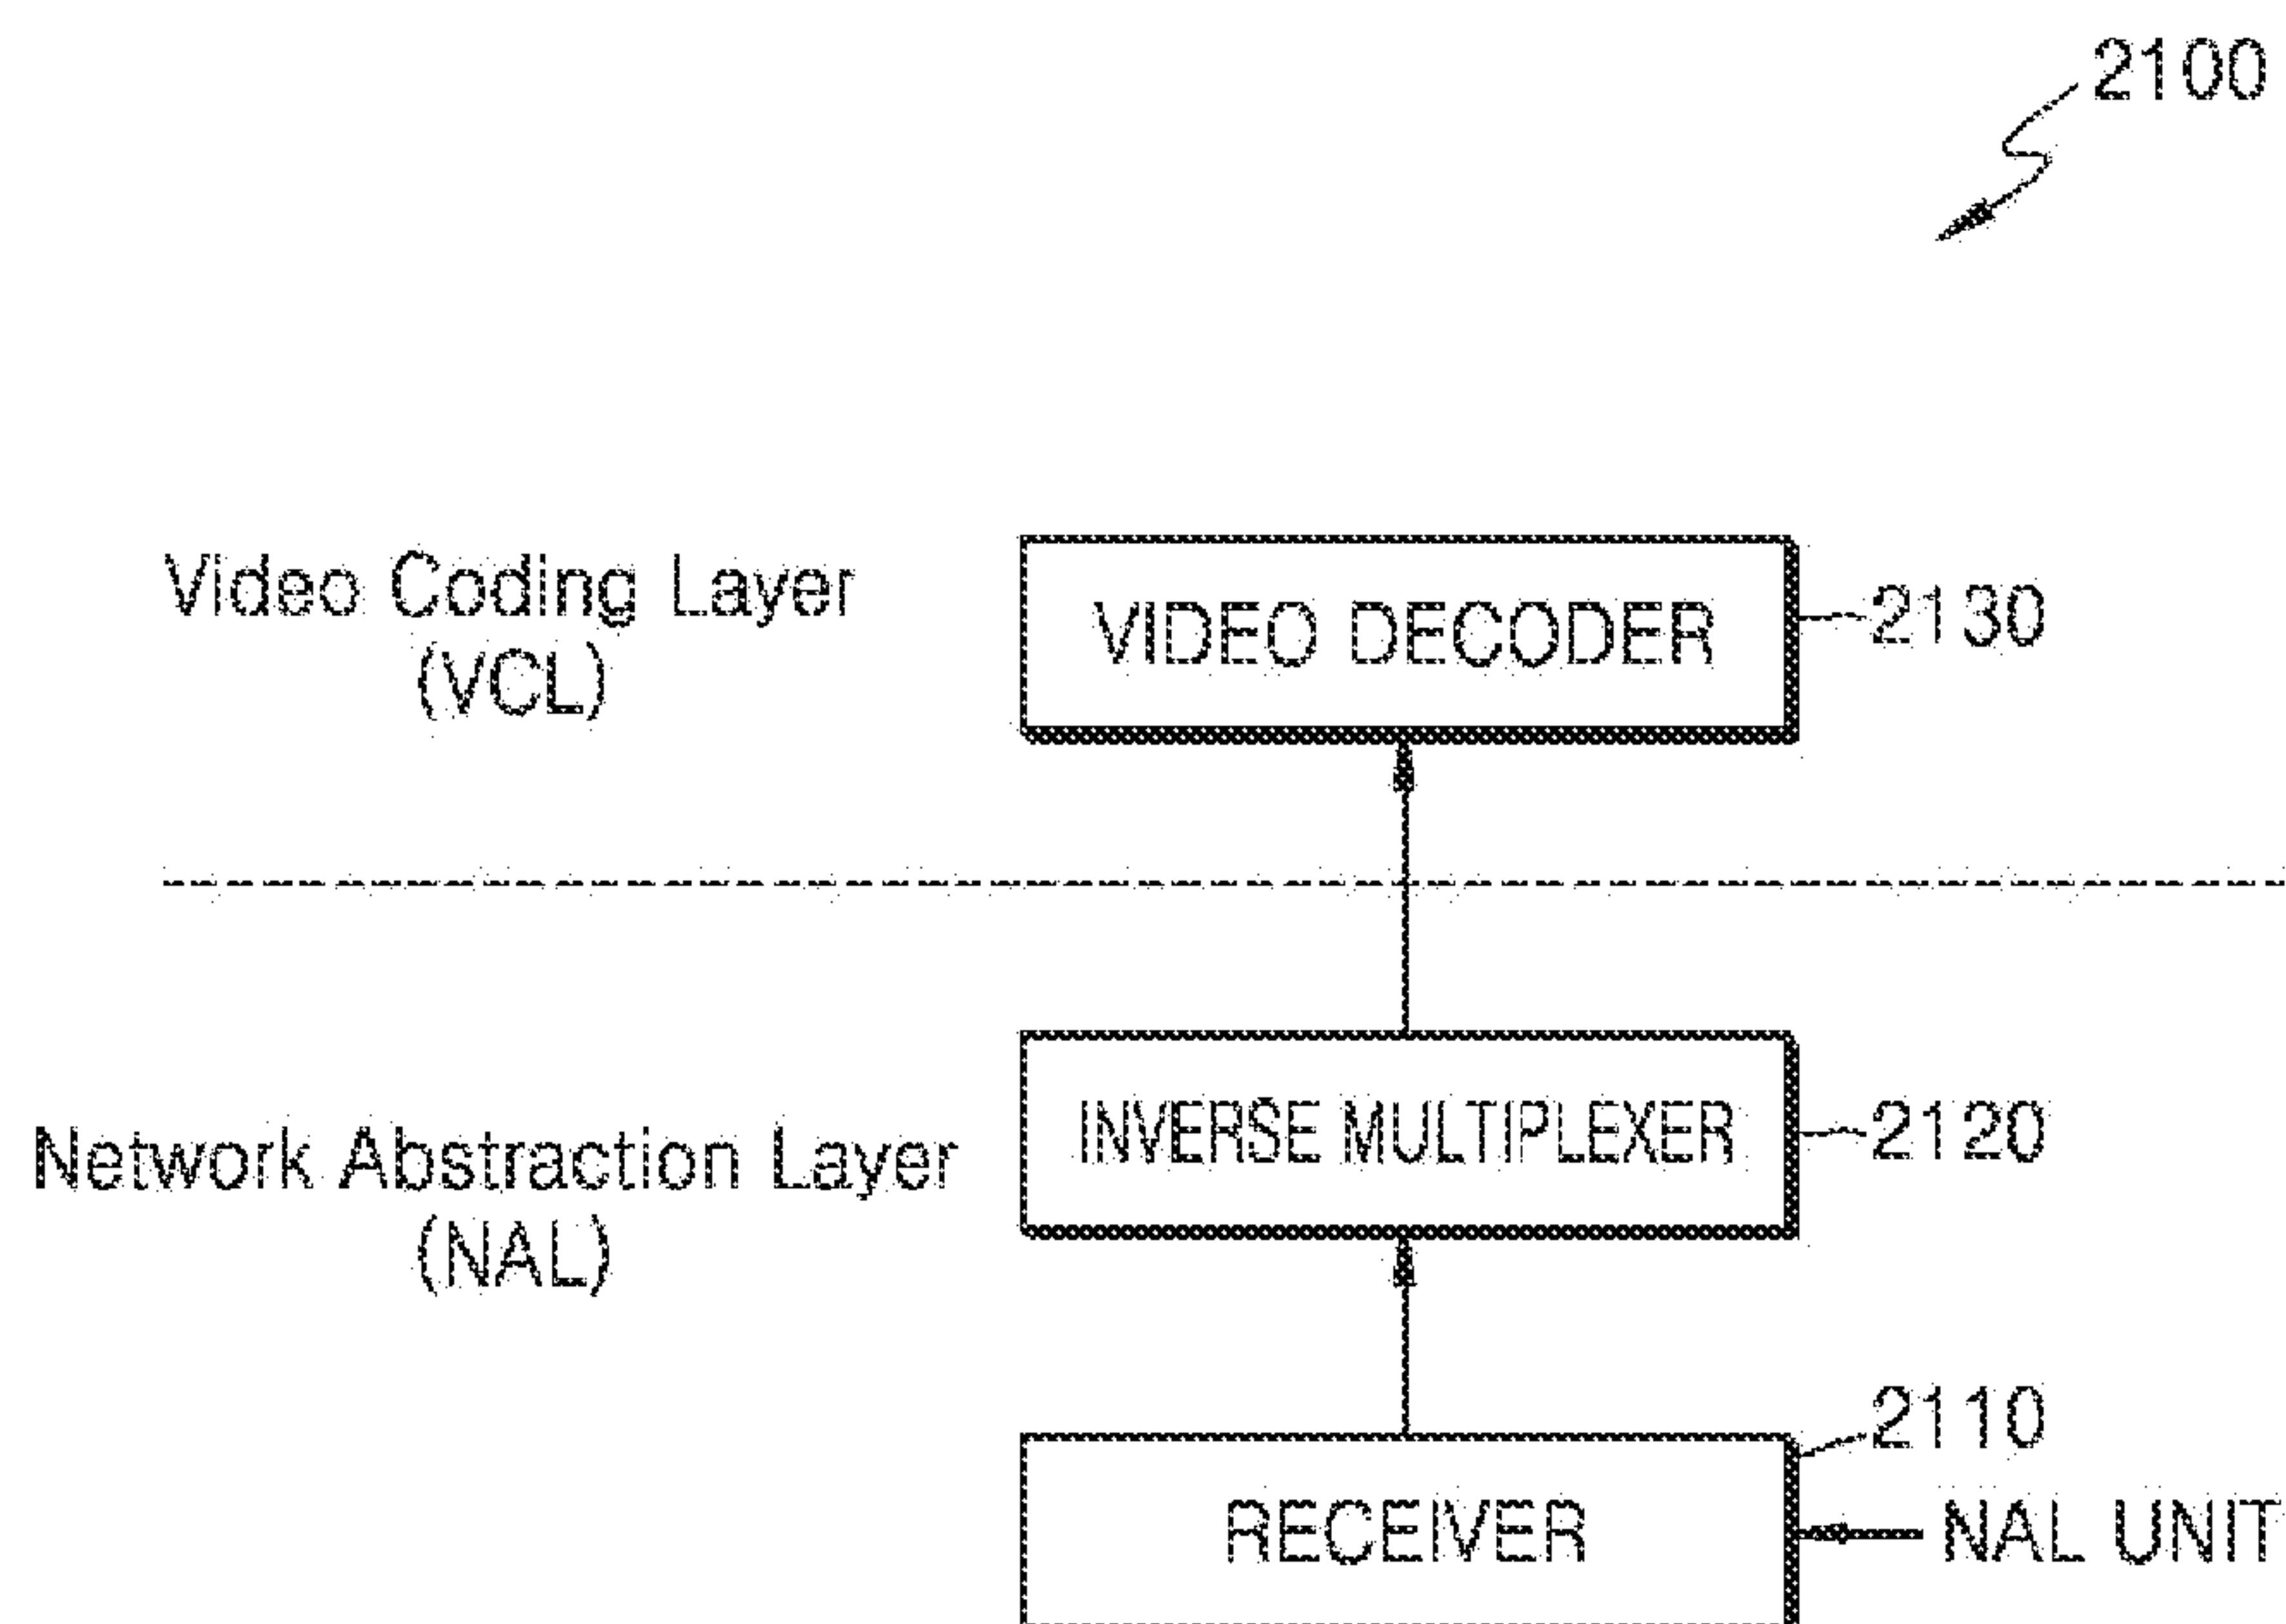 2100
Video Coding Layer
(VCL)
VIDEO DECODER
2130
Network Abstraction Layer
(NAL)
INVERSE MULTIPLEXER
2120
2110
RECEIVER
NAL UNIT